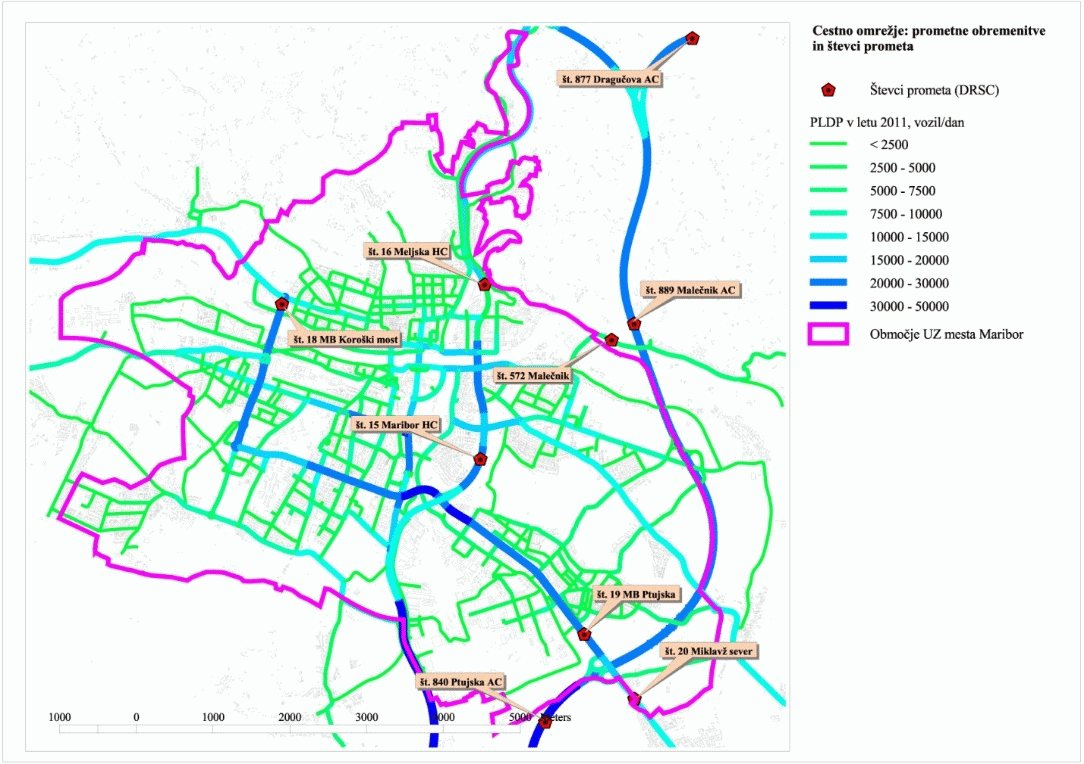 Cestno omrežje: prometne obremenitve
in števci prometa
Števci prometa (DRSC)
PLDP v letu 2011, vozil/dan
< 2500
2500 - 5000
5000 - 7500
7500 - 10000
10000 - 15000
15000 - 20000
20000 - 30000
30000 - 50000
Območje UZ mesta Maribor
št. 877 Dragučova AC
št. 16 Meljska HC
št. 889 Malečnik AC
št. 18 MB Koroški most
št. 572 Malečnik
št. 15 Maribor HC
št. 19 MB Ptujska
št. 20 Miklavž sever
št. 840 Ptujska AC
1000 0 1000 2000 3000 4000 5000 Meters